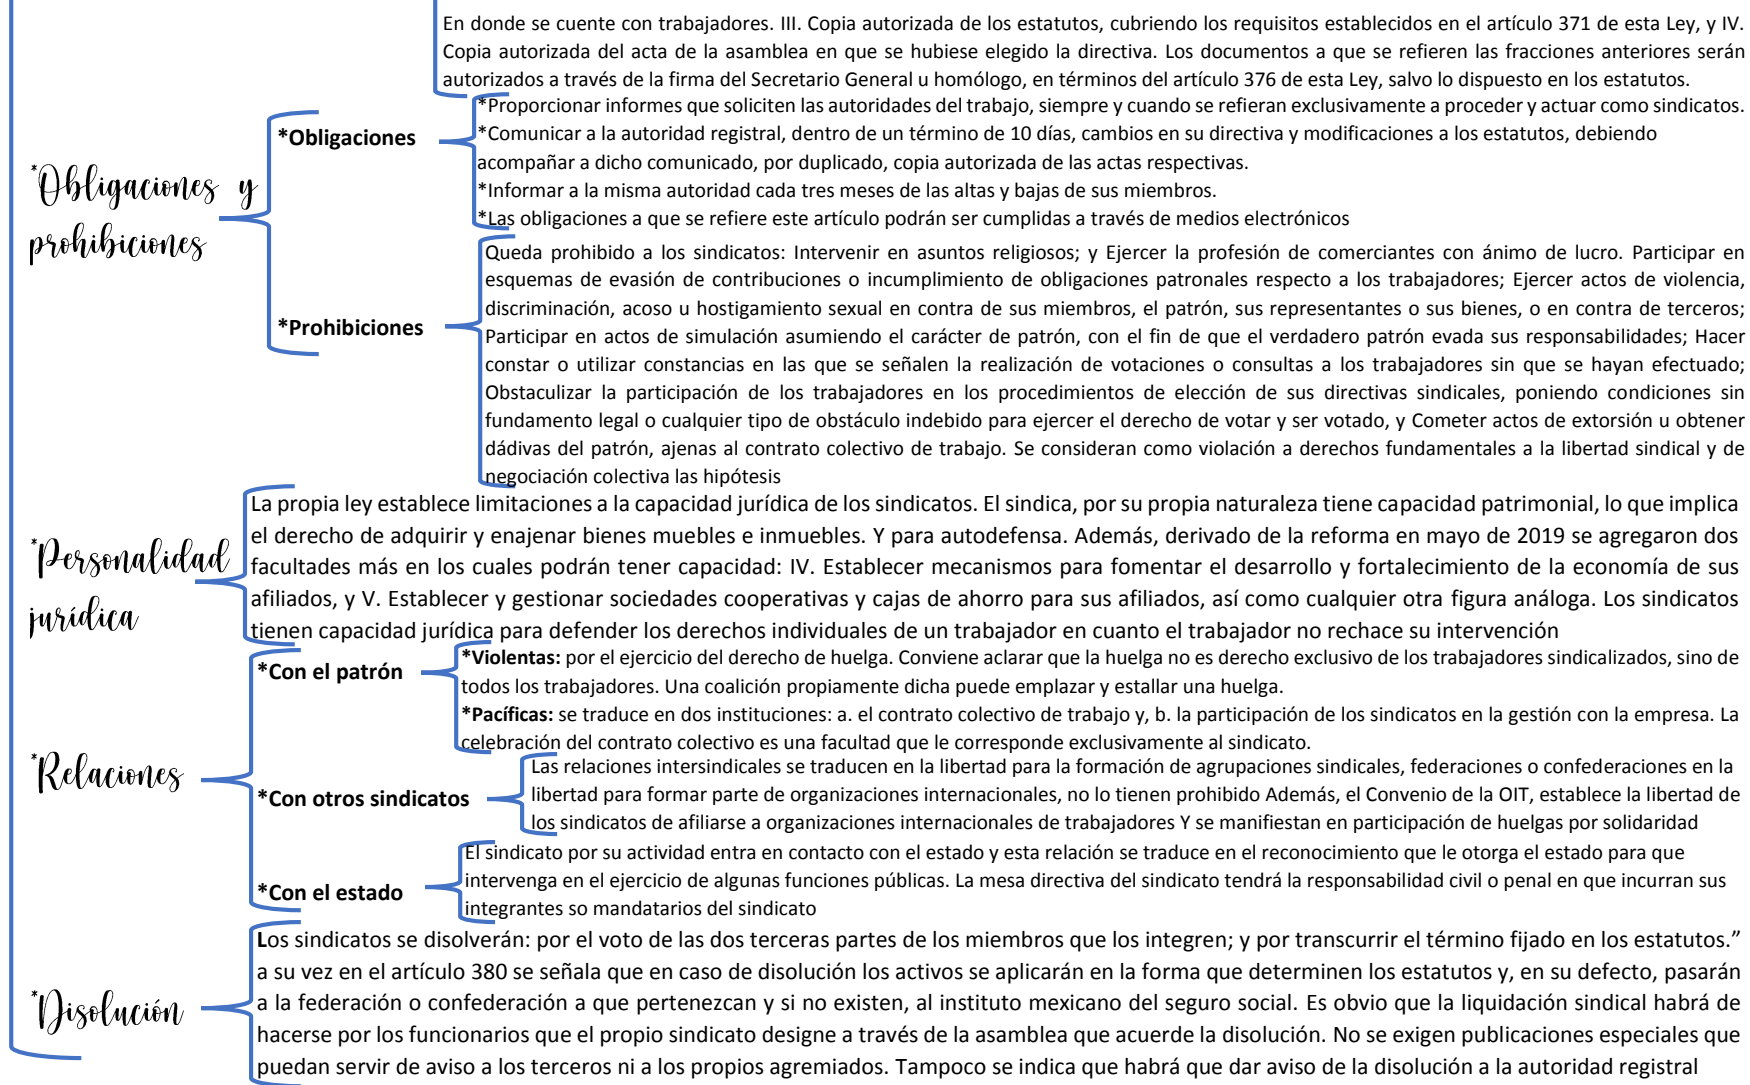 En donde se cuente con trabajadores. III. Copia autorizada de los estatutos, cubriendo los requisitos establecidos en el artículo 371 de esta Ley, y IV.
Copia autorizada del acta de la asamblea en que se hubiese elegido la directiva. Los documentos a que se refieren las fracciones anteriores serán
autorizados a través de la firma del Secretario General u homólogo, en términos del artículo 376 de esta Ley, salvo lo dispuesto en los estatutos.
*Obligaciones y
prohibiciones
*Obligaciones
*Proporcionar informes que soliciten las autoridades del trabajo, siempre y cuando se refieran exclusivamente a proceder y actuar como sindicatos.
*Comunicar a la autoridad registral, dentro de un término de 10 días, cambios en su directiva y modificaciones a los estatutos, debiendo
acompañar a dicho comunicado, por duplicado, copia autorizada de las actas respectivas.
*Informar a la misma autoridad cada tres meses de las altas y bajas de sus miembros.
*Las obligaciones a que se refiere este artículo podrán ser cumplidas a través de medios electrónicos
*Prohibiciones
Queda prohibido a los sindicatos: Intervenir en asuntos religiosos; y Ejercer la profesión de comerciantes con ánimo de lucro. Participar en
esquemas de evasión de contribuciones o incumplimiento de obligaciones patronales respecto a los trabajadores; Ejercer actos de violencia,
discriminación, acoso u hostigamiento sexual en contra de sus miembros, el patrón, sus representantes o sus bienes, o en contra de terceros;
Participar en actos de simulación asumiendo el carácter de patrón, con el fin de que el verdadero patrón evada sus responsabilidades; Hacer
constar o utilizar constancias en las que se señalen la realización de votaciones o consultas a los trabajadores sin que se hayan efectuado;
Obstaculizar la participación de los trabajadores en los procedimientos de elección de sus directivas sindicales, poniendo condiciones sin
fundamento legal o cualquier tipo de obstáculo indebido para ejercer el derecho de votar y ser votado, y Cometer actos de extorsión u obtener
dádivas del patrón, ajenas al contrato colectivo de trabajo. Se consideran como violación a derechos fundamentales a la libertad sindical y de
negociación colectiva las hipótesis
*Personalidad
jurídica
La propia ley establece limitaciones a la capacidad jurídica de los sindicatos. El sindica, por su propia naturaleza tiene capacidad patrimonial, lo que implica
el derecho de adquirir y enajenar bienes muebles e inmuebles. Y para autodefensa. Además, derivado de la reforma en mayo de 2019 se agregaron dos
facultades más en los cuales podrán tener capacidad: IV. Establecer mecanismos para fomentar el desarrollo y fortalecimiento de la economía de sus
afiliados, y V. Establecer y gestionar sociedades cooperativas y cajas de ahorro para sus afiliados, así como cualquier otra figura análoga. Los sindicatos
tienen capacidad jurídica para defender los derechos individuales de un trabajador en cuanto el trabajador no rechace su intervención
*Relaciones
*Con el patrón
*Violentas: por el ejercicio del derecho de huelga. Conviene aclarar que la huelga no es derecho exclusivo de los trabajadores sindicalizados, sino de
todos los trabajadores. Una coalición propiamente dicha puede emplazar y estallar una huelga.
*Pacíficas: se traduce en dos instituciones: a. el contrato colectivo de trabajo y, b. la participación de los sindicatos en la gestión con la empresa. La
celebración del contrato colectivo es una facultad que le corresponde exclusivamente al sindicato.
*Con otros sindicatos
Las relaciones intersindicales se traducen en la libertad para la formación de agrupaciones sindicales, federaciones o confederaciones en la
libertad para formar parte de organizaciones internacionales, no lo tienen prohibido Además, el Convenio de la OIT, establece la libertad de
los sindicatos de afiliarse a organizaciones internacionales de trabajadores Y se manifiestan en participación de huelgas por solidaridad
*Con el estado
El sindicato por su actividad entra en contacto con el estado y esta relación se traduce en el reconocimiento que le otorga el estado para que
intervenga en el ejercicio de algunas funciones públicas. La mesa directiva del sindicato tendrá la responsabilidad civil o penal en que incurran sus
integrantes so mandatarios del sindicato
*Disolución
Los sindicatos se disolverán: por el voto de las dos terceras partes de los miembros que los integren; y por transcurrir el término fijado en los estatutos.”
a su vez en el artículo 380 se señala que en caso de disolución los activos se aplicarán en la forma que determinen los estatutos y, en su defecto, pasarán
a la federación o confederación a que pertenezcan y si no existen, al instituto mexicano del seguro social. Es obvio que la liquidación sindical habrá de
hacerse por los funcionarios que el propio sindicato designe a través de la asamblea que acuerde la disolución. No se exigen publicaciones especiales que
puedan servir de aviso a los terceros ni a los propios agremiados. Tampoco se indica que habrá que dar aviso de la disolución a la autoridad registral